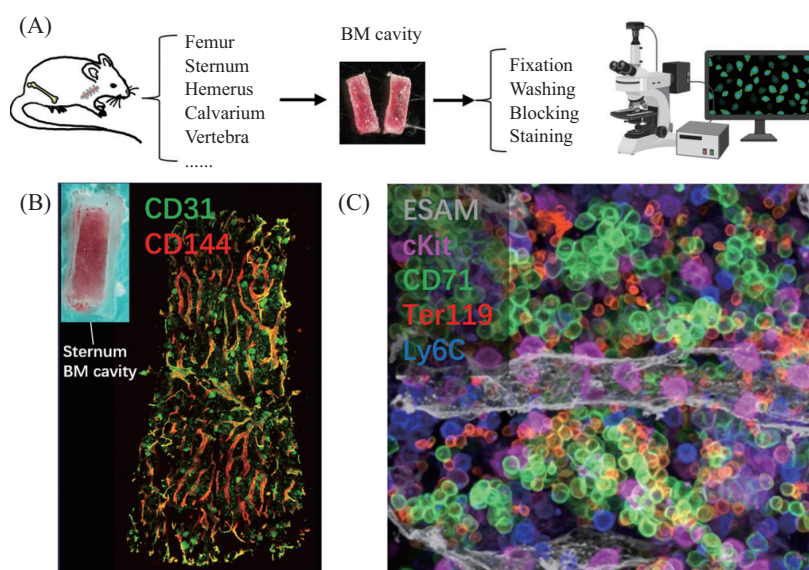 (A)
Femur
Sternum
Hemerus
Calvarium
Vertebra
......
BM cavity
Fixation
Washing
Blocking
Staining
(B)
CD31
CD144
Sternum
BM cavity
(C)
ESAM
cKit
CD71
Ter119
Ly6C